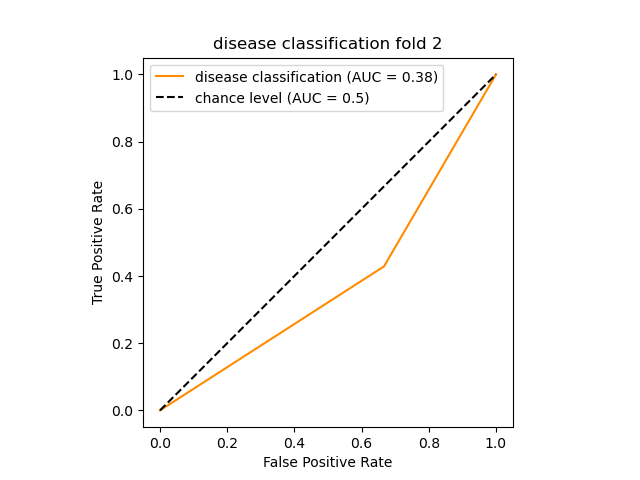 disease classification fold 2
disease classification (AUC = 0.38)
chance level (AUC = 0.5)
True Positive Rate
1.0
0.8
0.6
0.4
0.2
0.0
0.0 0.2 0.4 0.6 0.8 1.0
False Positive Rate